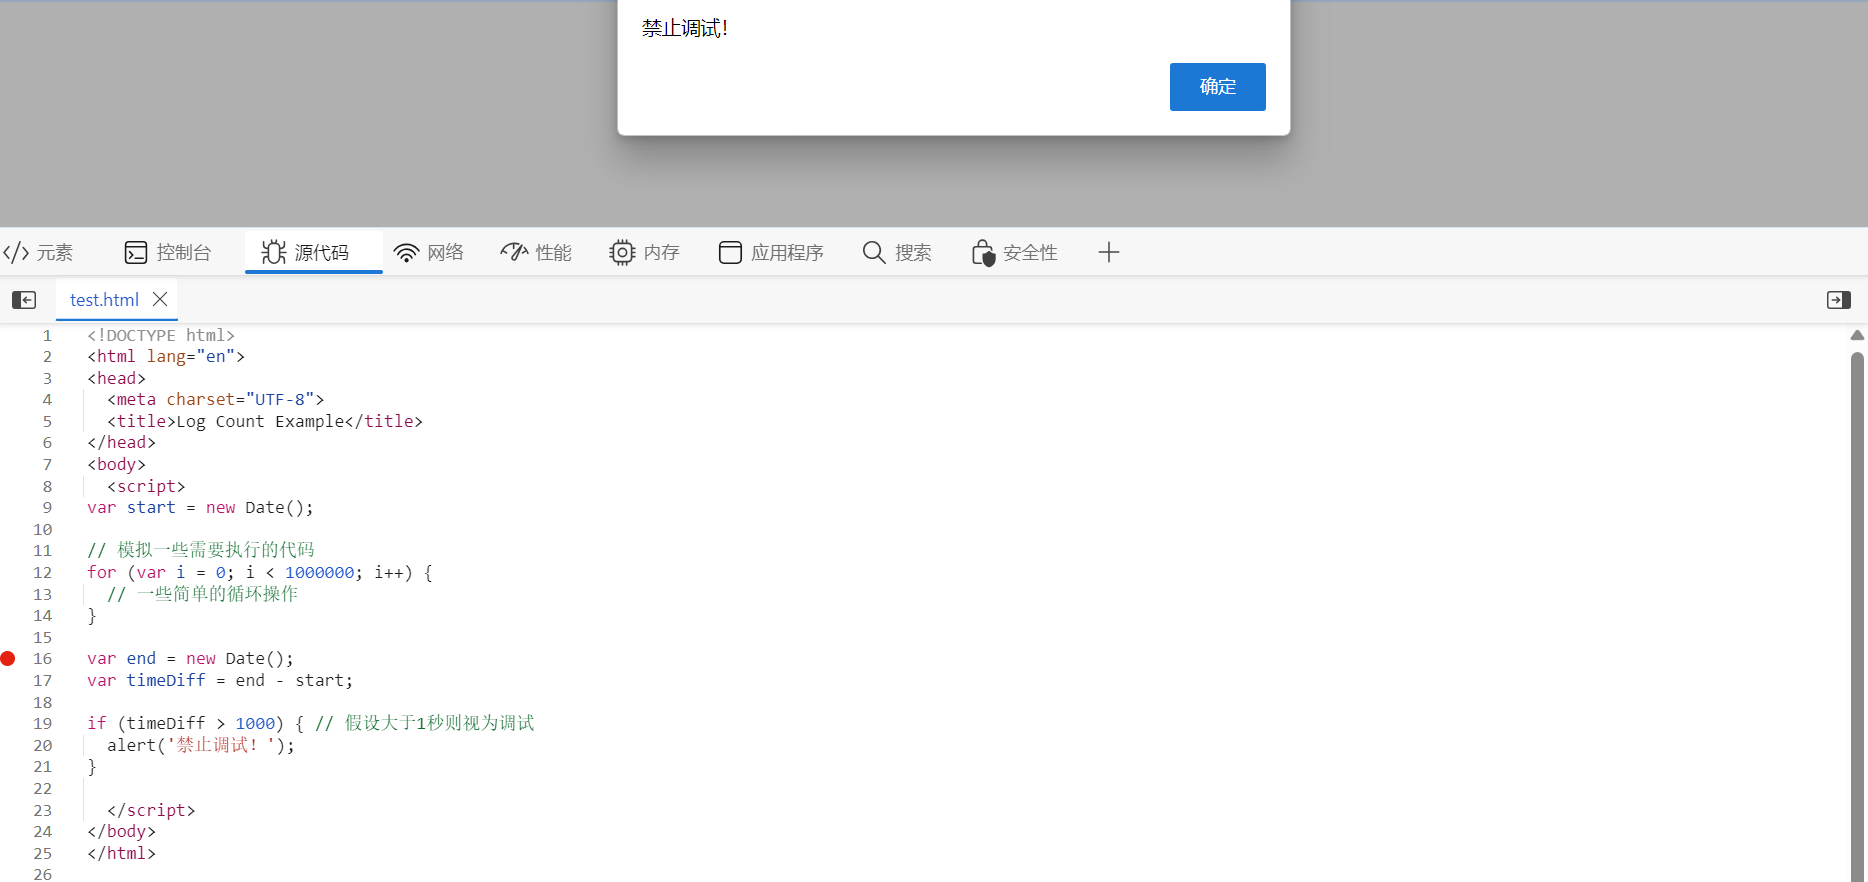 禁止调试！
确定
元素 控制台 源代码 网络 性能 内存 应用程序 搜索 安全性
test.html
1 <!DOCTYPE html>
2 <html lang="en">
3 <head>
4 <meta charset="UTF-8">
5 <title>Log Count Example</title>
6 </head>
7 <body>
8 <script>
9 var start = new Date();
10
11 // 模拟一些需要执行的代码
12 for (var i = 0; i < 1000000; i++) {
13 // 一些简单的循环操作
14 }
15
16 var end = new Date();
17 var timeDiff = end - start;
18
19 if (timeDiff > 1000) { // 假设大于1秒则视为调试
20 alert('禁止调试！');
21 }
22
23 </script>
24 </body>
25 </html>
26